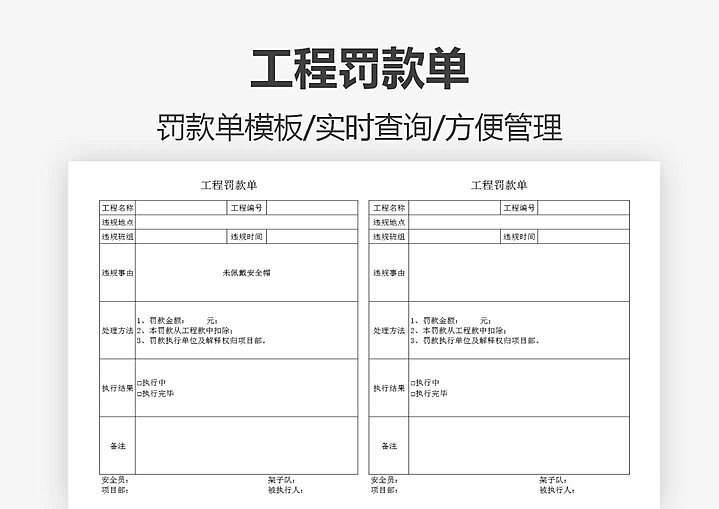 工程罚款单
罚款单模板/实时查询/方便管理
工程罚款单
工程名称 工程编号
违规地点
违规班组 违规时间
违规事由 未佩戴安全帽
处理方法
1、罚款金额： 元；
2、本罚款从工程款中扣除；
3、罚款执行单位及解释权归项目部。
执行结果
□执行中
□执行完毕
备注
安全员： 架子队：
项目部： 被执行人：
工程罚款单
工程名称 工程编号
违规地点
违规班组 违规时间
违规事由
处理方法
1、罚款金额： 元；
2、本罚款从工程款中扣除；
3、罚款执行单位及解释权归项目部。
执行结果
□执行中
□执行完毕
备注
安全员： 架子队：
项目部： 被执行人：